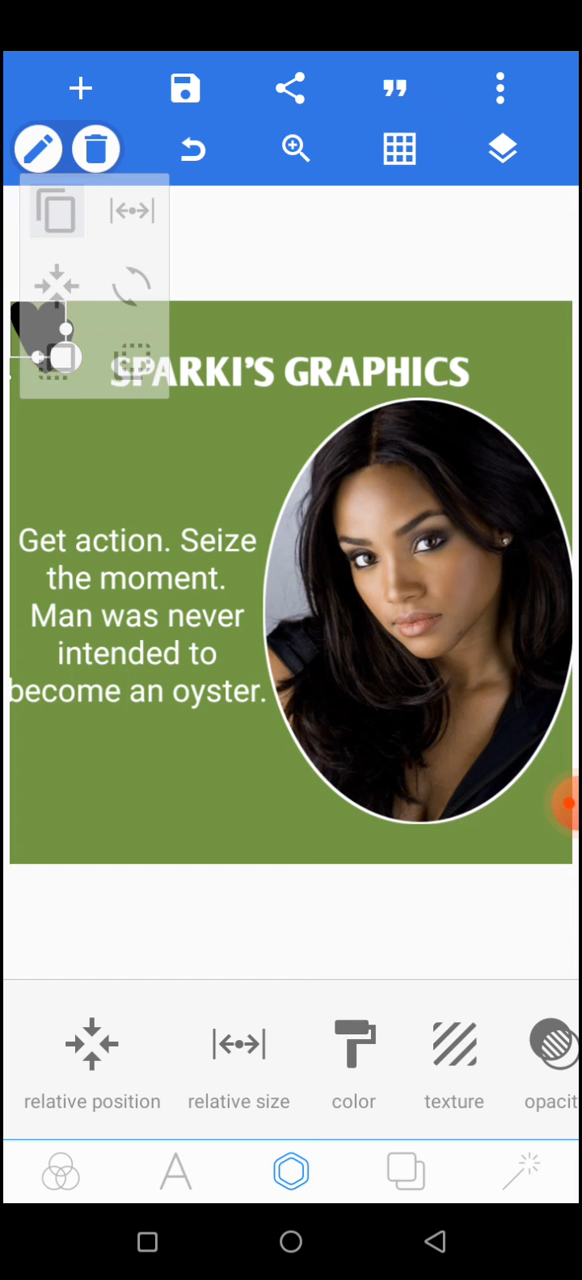 SPARKI'S GRAPHICS
Get action. Seize
the moment.
Man was never
intended to
become an oyster.
relative position
relative size
color
texture
opacit